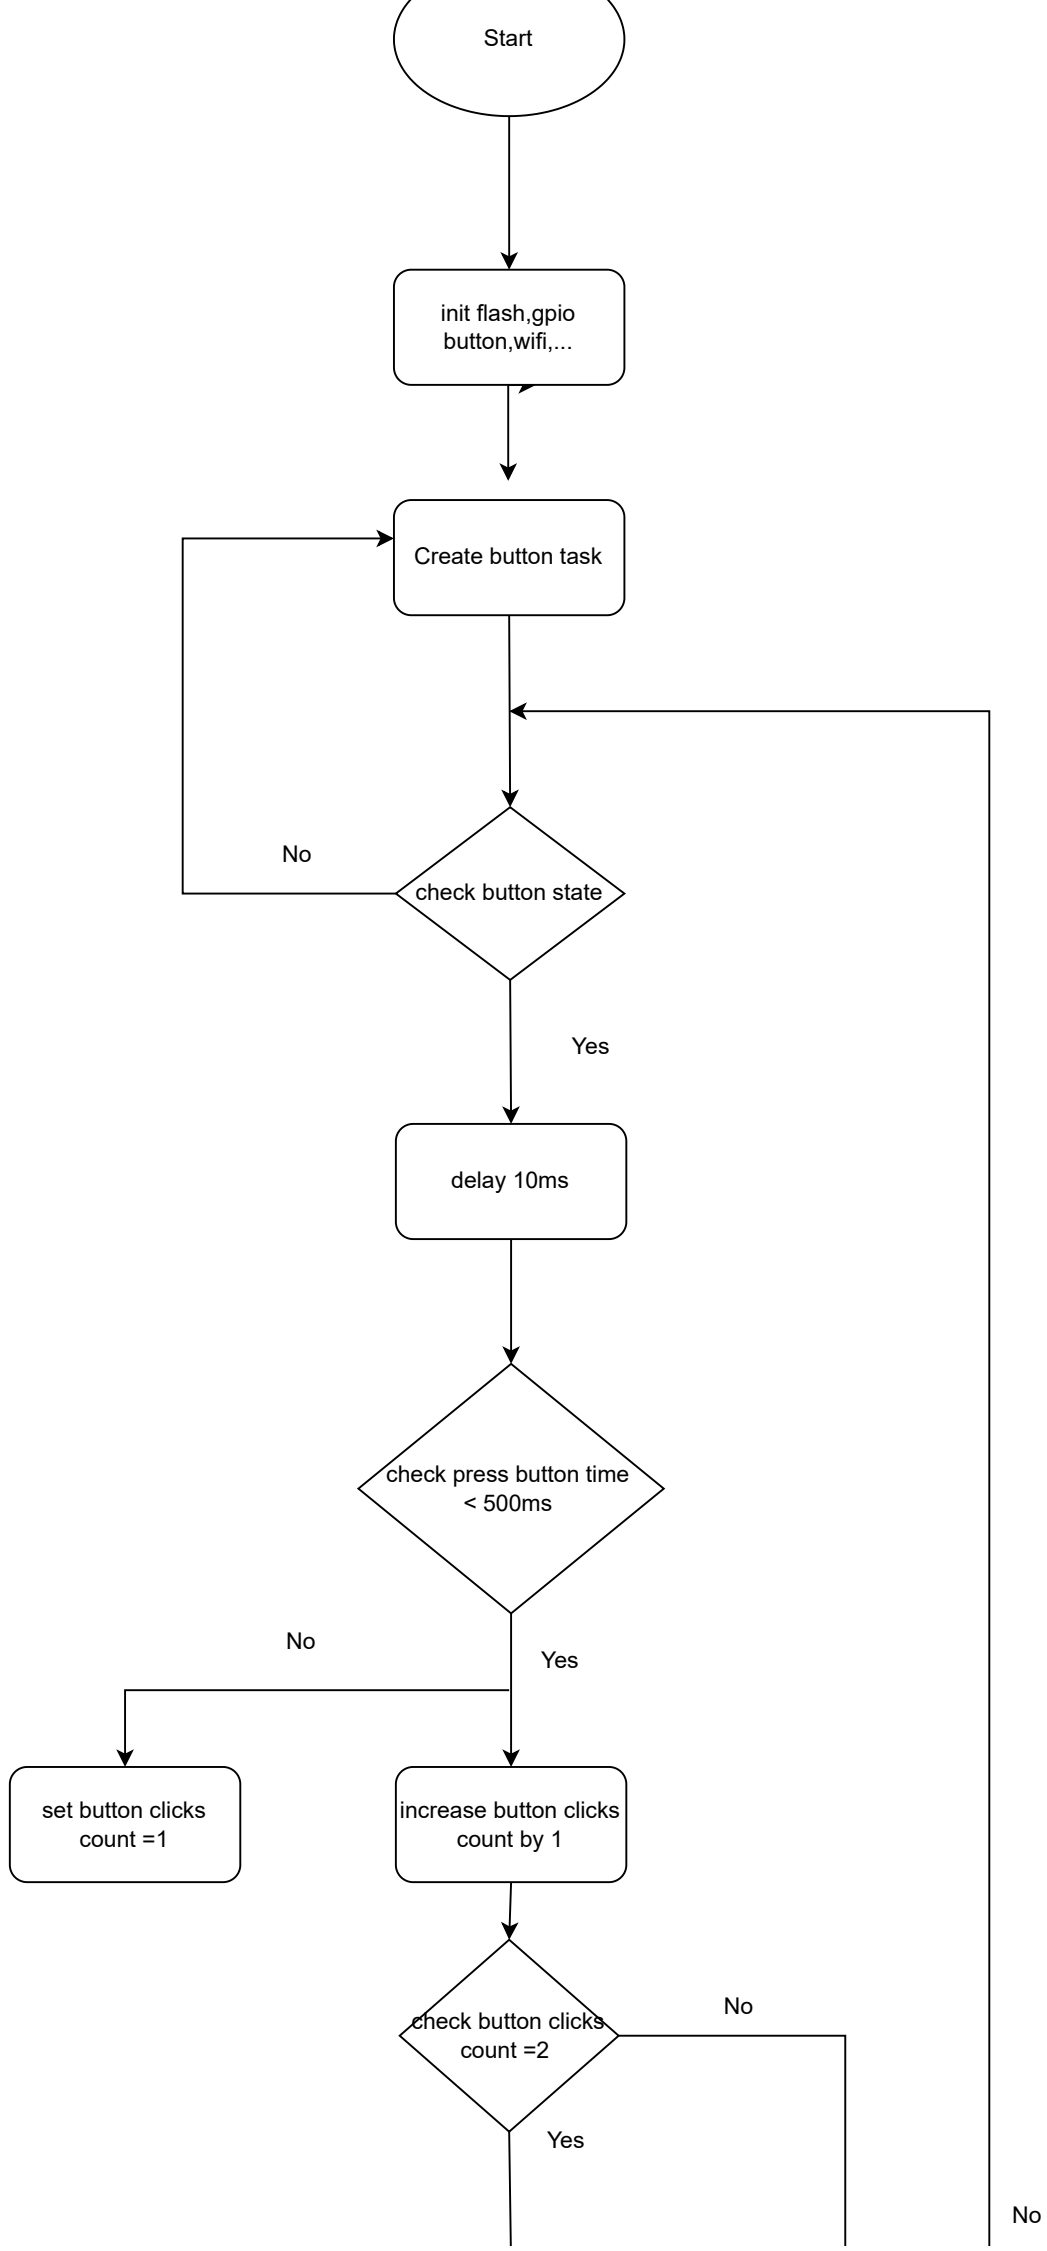 Start
init flash,gpio
button,wifi,...
Create button task
No
check button state
Yes
delay 10ms
check press button time
< 500ms
No
Yes
set button clicks
count =1
increase button clicks
count by 1
check button clicks
count =2
No
Yes
No